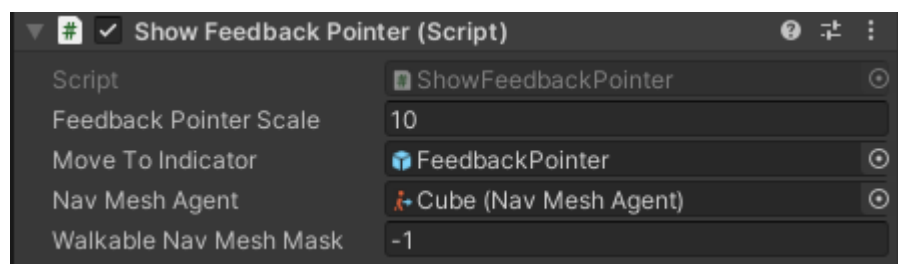 # Show Feedback Pointer (Script)
Script # ShowFeedbackPointer
Feedback Pointer Scale 10
Move To Indicator FeedbackPointer
Nav Mesh Agent Cube (Nav Mesh Agent)
Walkable Nav Mesh Mask -1